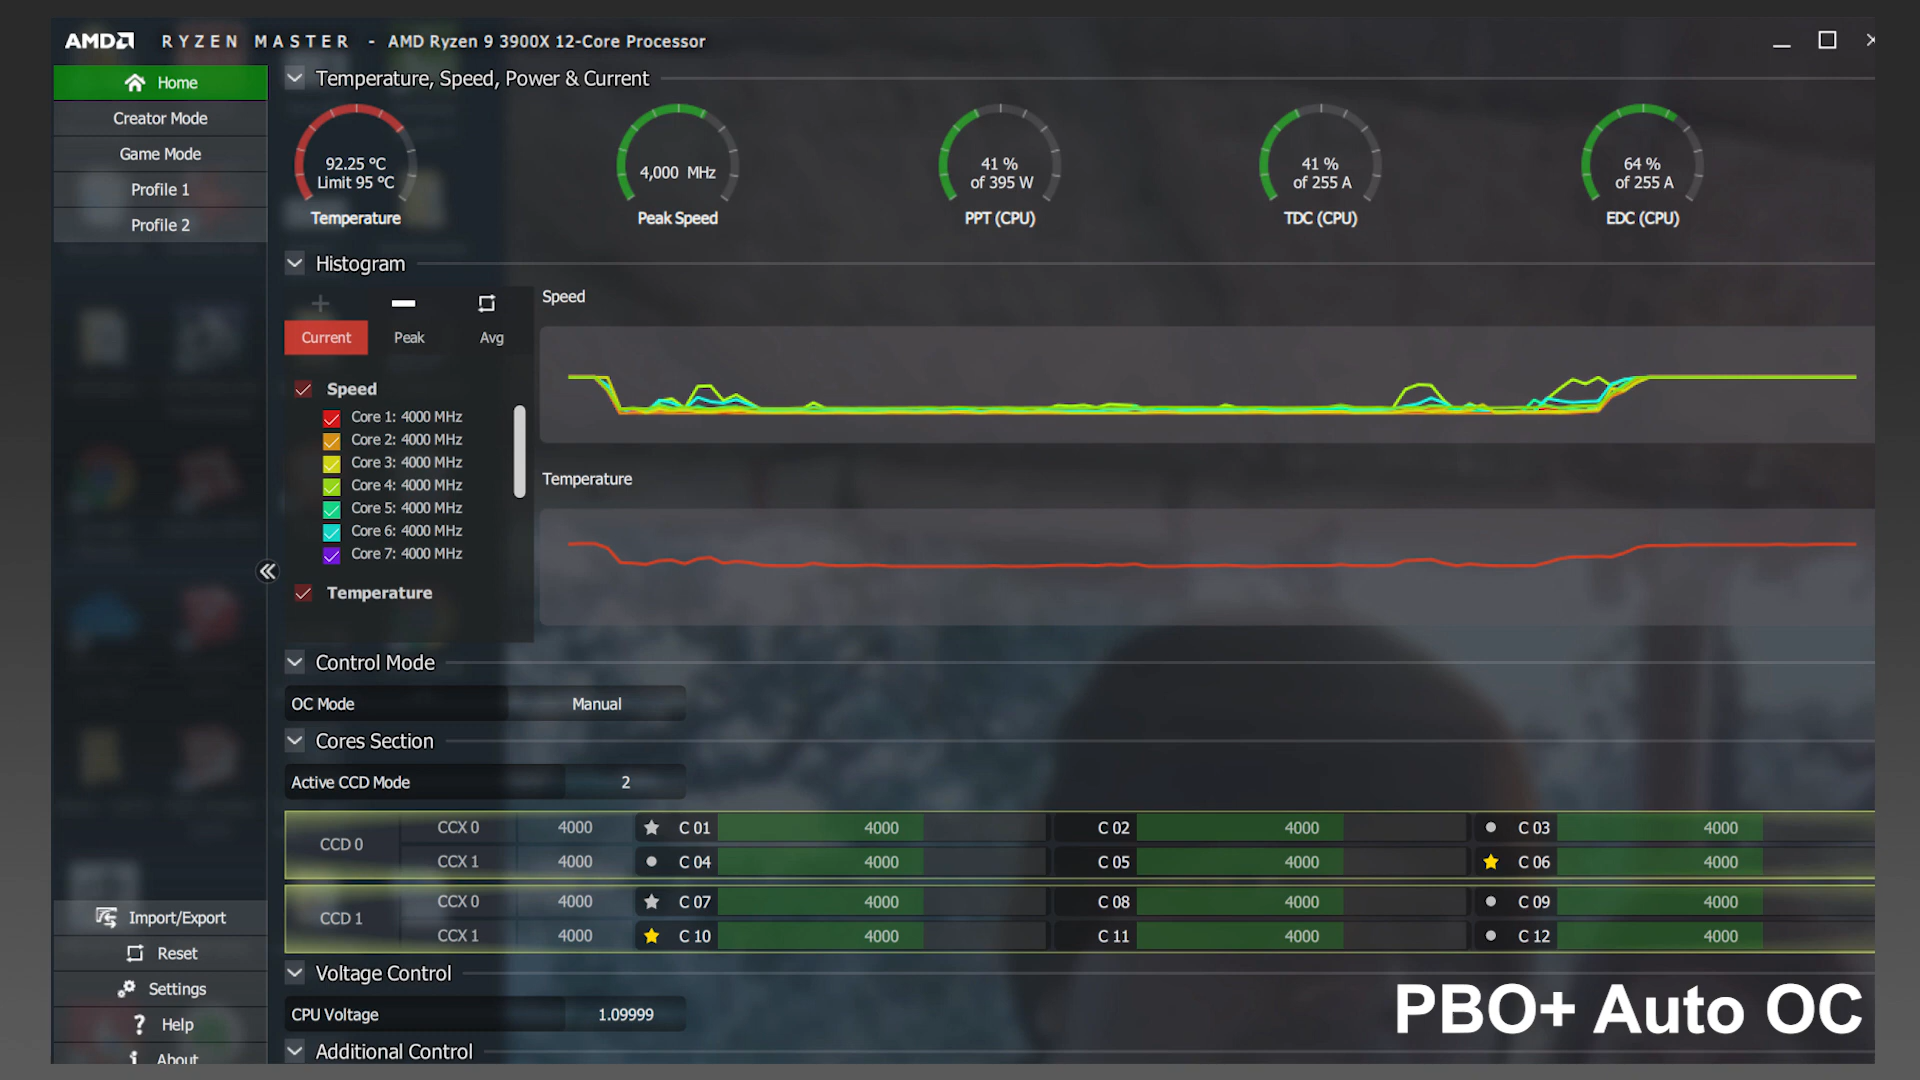 AMD RYZEN MASTER - AMD Ryzen 9 3900X 12-Core Processor
Home
Creator Mode
Game Mode
Profile 1
Profile 2
Import/Export
Reset
Settings
? Help
i About
Temperature, Speed, Power & Current
92.25 °C
Limit 95 °C
Temperature
4,000 MHz
Peak Speed
41 %
of 395 W
PPT (CPU)
41 %
of 255 A
TDC (CPU)
64 %
of 255 A
EDC (CPU)
Histogram
Current Peak Avg
Speed
Core 1: 4000 MHz
Core 2: 4000 MHz
Core 3: 4000 MHz
Core 4: 4000 MHz
Core 5: 4000 MHz
Core 6: 4000 MHz
Core 7: 4000 MHz
Temperature
Speed
Temperature
Control Mode
OC Mode Manual
Cores Section
Active CCD Mode 2
CCD 0
CCX 0 4000 C 01 4000 C 02 4000 C 03 4000
CCX 1 4000 C 04 4000 C 05 4000 C 06 4000
CCD 1
CCX 0 4000 C 07 4000 C 08 4000 C 09 4000
CCX 1 4000 C 10 4000 C 11 4000 C 12 4000
Voltage Control
CPU Voltage 1.09999
Additional Control
PBO+ Auto OC